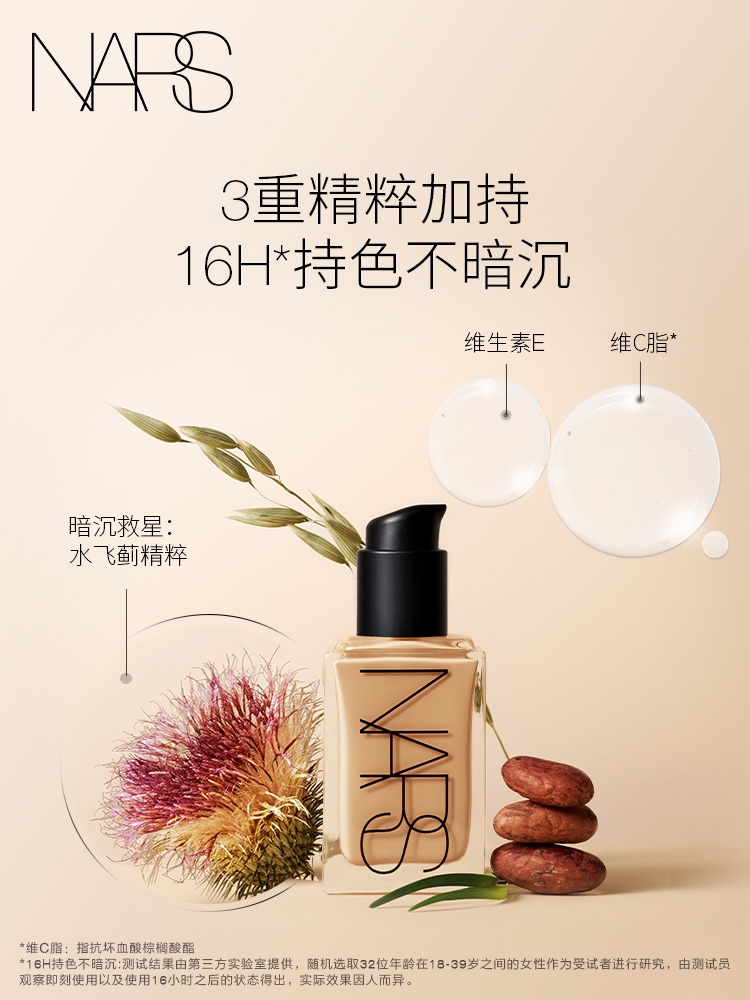 NARS
3重精粹加持
16H*持色不暗沉
维生素E
维C脂*
暗沉救星：
水飞蓟精粹
NARS
*维C脂：指抗坏血酸棕榈酸酯
*16H持色不暗沉:测试结果由第三方实验室提供，随机选取32位年龄在18-39岁之间的女性作为受试者进行研究，由测试员
观察即刻使用以及使用16小时之后的状态得出，实际效果因人而异。